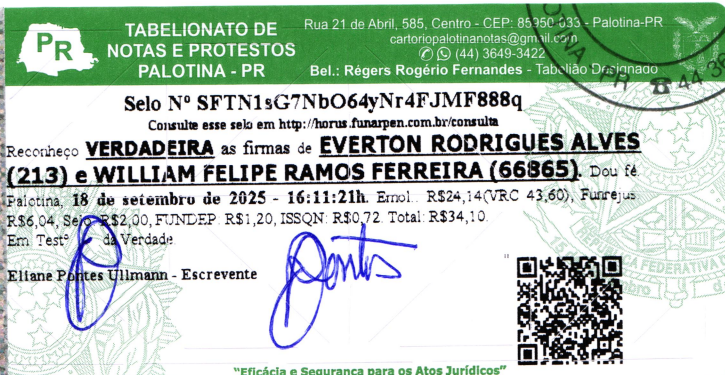 PR
TABELIONATO DE
NOTAS E PROTESTOS
PALOTINA - PR
Rua 21 de Abril, 585, Centro - CEP: 85950-033 - Palotina-PR
cartoriopalotinanotas@gmail.com
(44) 3649-3422
Bel.: Régers Rogério Fernandes - Tabelião Designado
Selo Nº SFTN1sG7NbO64yNr4FJMF888q
Consulte esse selo em http://horus.funarpen.com.br/consulta
Reconheço VERDADEIRA as firmas de EVERTON RODRIGUES ALVES
(213) e WILLIAM FELIPE RAMOS FERREIRA (66865). Dou fé.
Palotina, 18 de setembro de 2025 - 16:11:21h. Emol.: R$24,14(VRC 43,60), Funrejus:
R$6,04, Selo: R$2,00, FUNDEP: R$1,20, ISSQN: R$0,72. Total: R$34,10.
Em Testº da Verdade
Eliane Pontes Ullmann - Escrevente
"Eficácia e Segurança para os Atos Jurídicos"